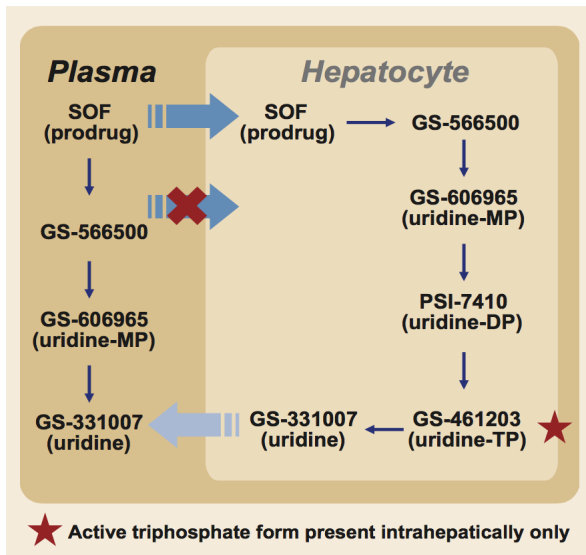 Plasma
Hepatocyte
SOF
(prodrug)
SOF
(prodrug)
GS-566500
GS-566500
GS-606965
(uridine-MP)
GS-606965
(uridine-MP)
PSI-7410
(uridine-DP)
GS-331007
(uridine)
GS-331007
(uridine)
GS-461203
(uridine-TP)
Active triphosphate form present intrahepatically only